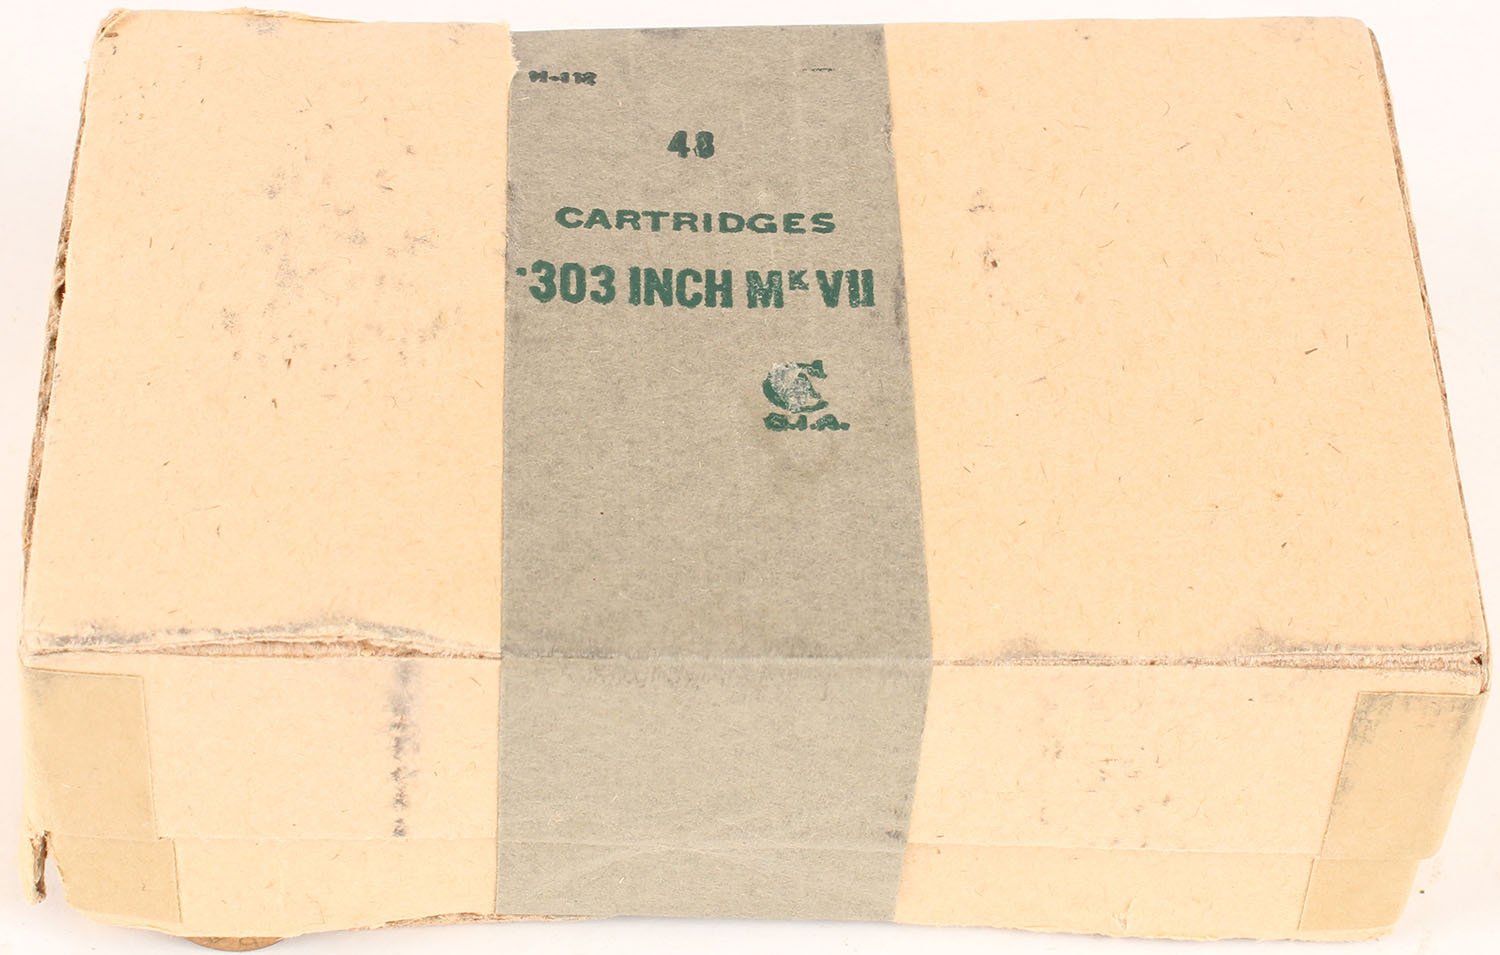 48
CARTRIDGES
·303 INCH Mᴷ VII